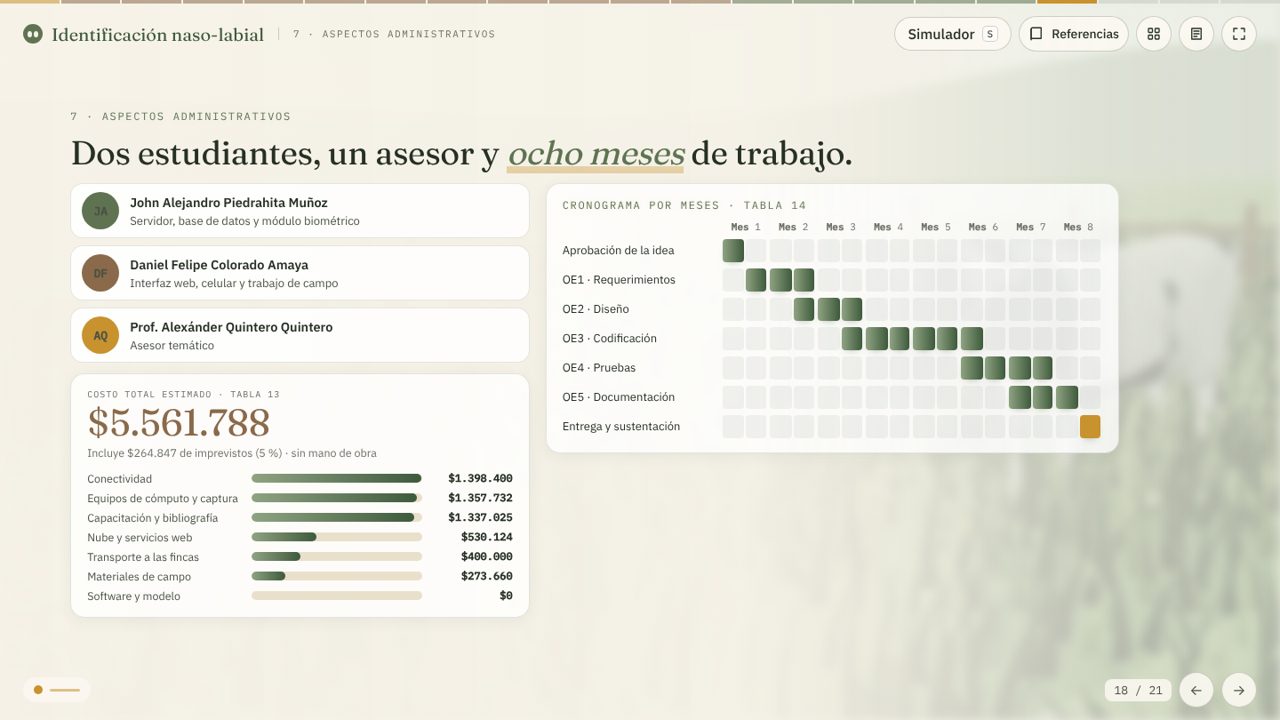 Identificación naso-labial
7 · ASPECTOS ADMINISTRATIVOS
Simulador S
Referencias
7 · ASPECTOS ADMINISTRATIVOS
Dos estudiantes, un asesor y ocho meses de trabajo.
JA
John Alejandro Piedrahita Muñoz
Servidor, base de datos y módulo biométrico
DF
Daniel Felipe Colorado Amaya
Interfaz web, celular y trabajo de campo
AQ
Prof. Alexánder Quintero Quintero
Asesor temático
COSTO TOTAL ESTIMADO · TABLA 13
$5.561.788
Incluye $264.847 de imprevistos (5 %) · sin mano de obra
Conectividad $1.398.400
Equipos de cómputo y captura $1.357.732
Capacitación y bibliografía $1.337.025
Nube y servicios web $530.124
Transporte a las fincas $400.000
Materiales de campo $273.660
Software y modelo $0
CRONOGRAMA POR MESES · TABLA 14
Mes 1 Mes 2 Mes 3 Mes 4 Mes 5 Mes 6 Mes 7 Mes 8
Aprobación de la idea
OE1 · Requerimientos
OE2 · Diseño
OE3 · Codificación
OE4 · Pruebas
OE5 · Documentación
Entrega y sustentación
18 / 21